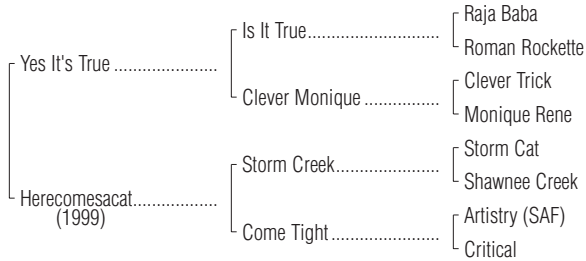 Raja Baba
Is It True
Roman Rockette
Yes It's True
Clever Trick
Clever Monique
Monique Rene
Storm Cat
Storm Creek
Shawnee Creek
Herecomesacat
(1999)
Artistry (SAF)
Come Tight
Critical